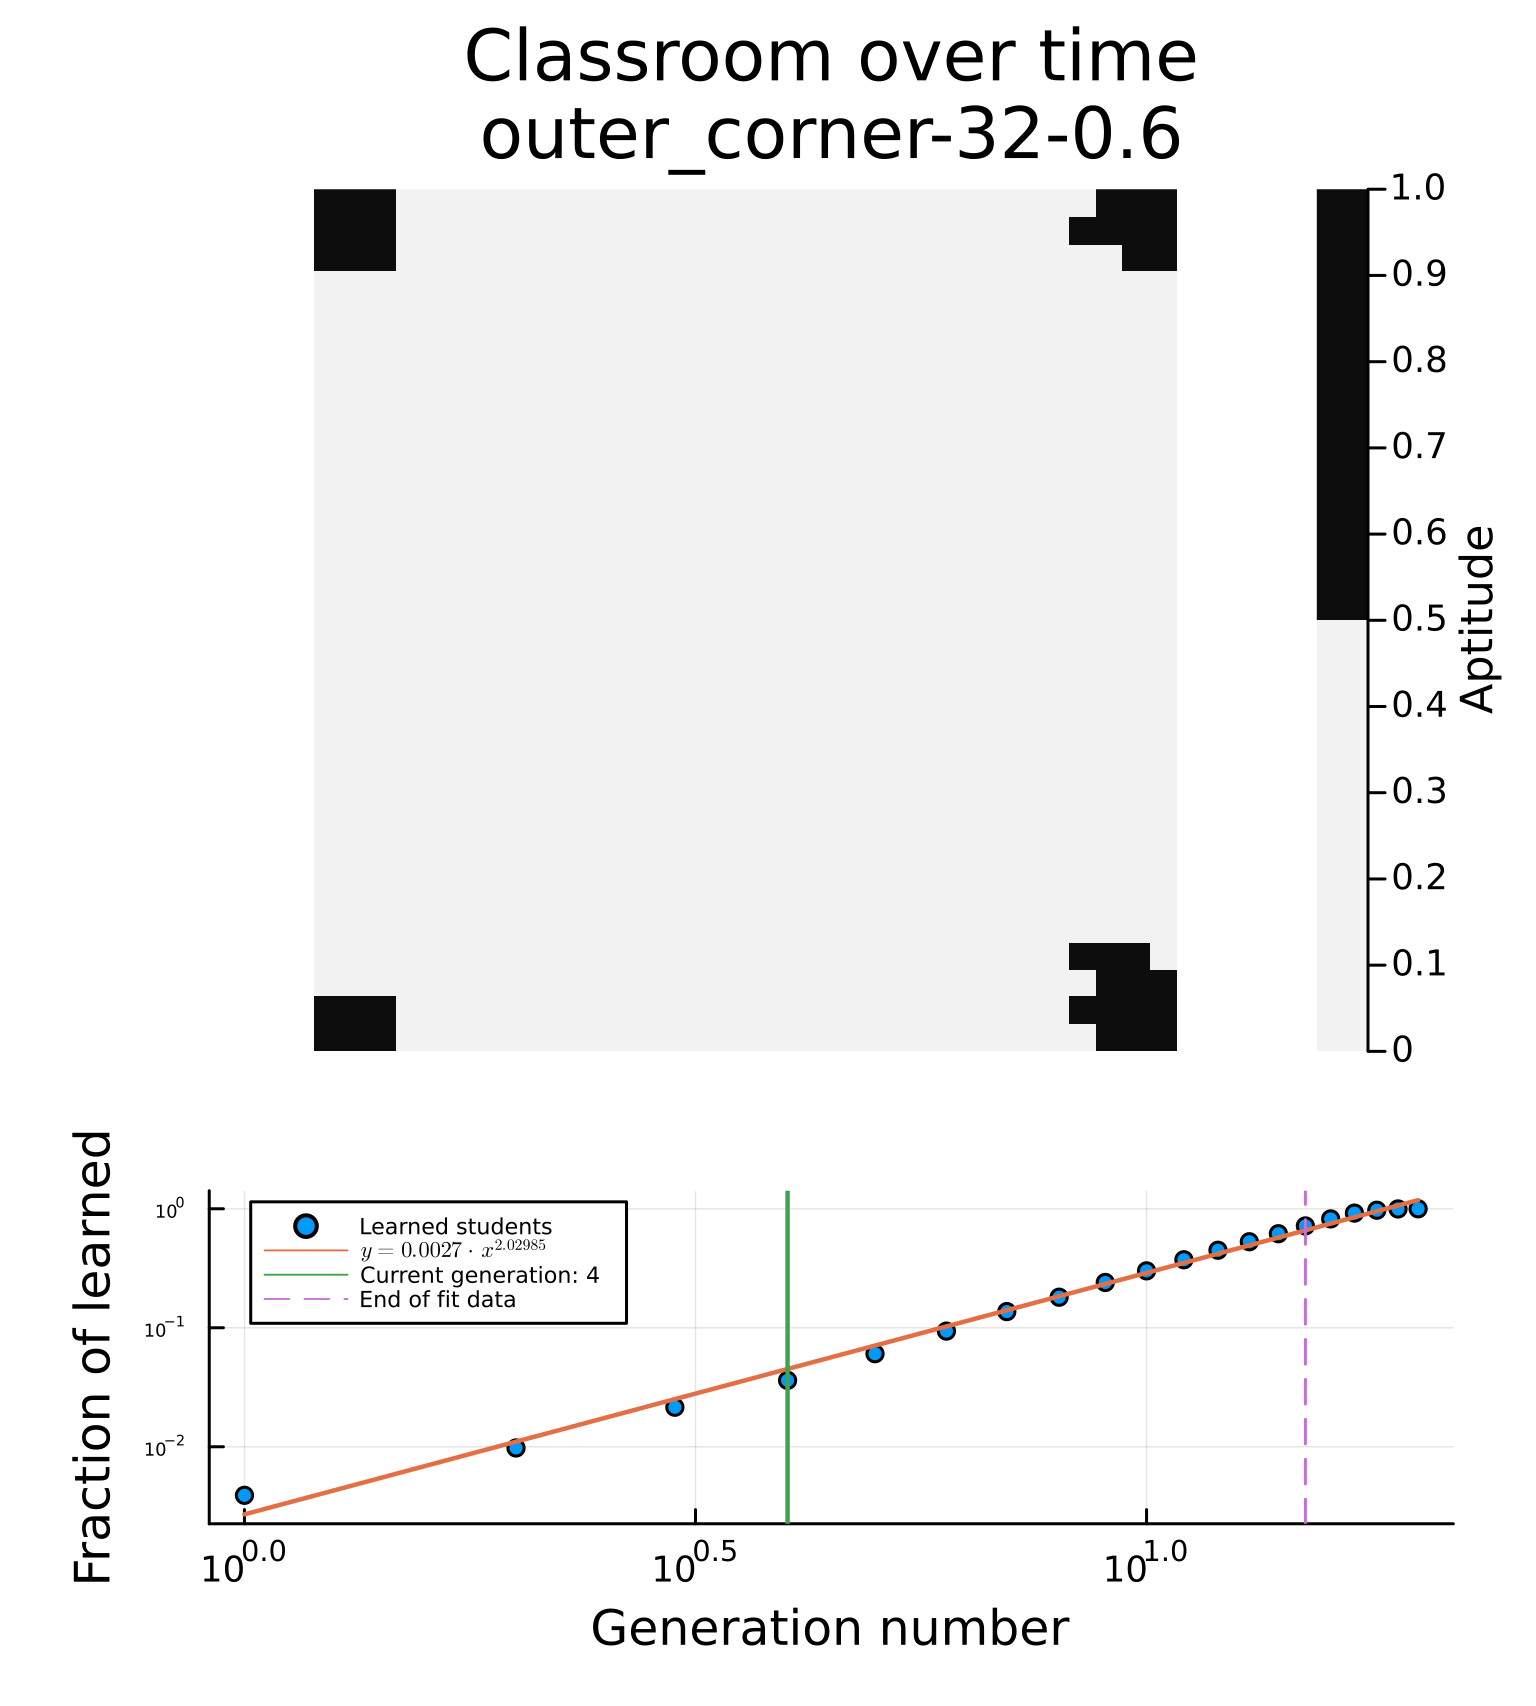 Classroom over time
outer_corner-32-0.6
1.0
0.9
0.8
0.7
0.6
0.5
0.4
0.3
0.2
0.1
0
Aptitude
Fraction of learned
10⁰
10⁻¹
10⁻²
Learned students
y = 0.0027 · x^2.02985
Current generation: 4
End of fit data
10^0.0
10^0.5
10^1.0
Generation number